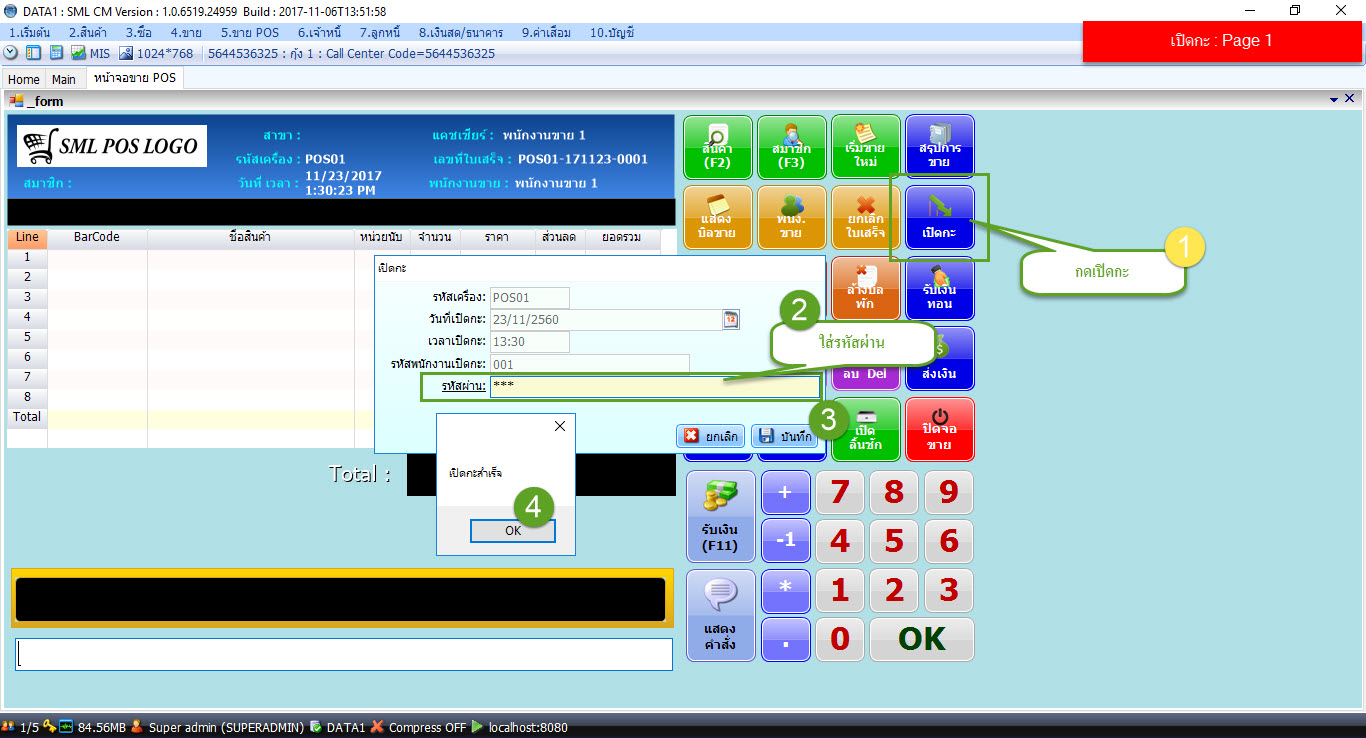 DATA1 : SML CM Version : 1.0.6519.24959 Build : 2017-11-06T13:51:58
1.เริ่มต้น 2.สินค้า 3.ซื้อ 4.ขาย 5.ขาย POS 6.เจ้าหนี้ 7.ลูกหนี้ 8.เงินสด/ธนาคาร 9.ค่าเสื่อม 10.บัญชี
เปิดกะ : Page 1
MIS 1024*768 5644536325 : กุ้ง 1 : Call Center Code=5644536325
Home Main หน้าจอขาย POS
_form
SML POS LOGO
สาขา :
แคชเชียร์ : พนักงานขาย 1
รหัสเครื่อง : POS01
เลขที่ใบเสร็จ : POS01-171123-0001
สมาชิก :
วันที่ เวลา : 11/23/2017
1:30:23 PM
พนักงานขาย : พนักงานขาย 1
สินค้า
(F2)
สมาชิก
(F3)
เริ่มขาย
ใหม่
สรุปการ
ขาย
แสดง
บิลขาย
พนง.
ขาย
ยกเลิก
ใบเสร็จ
เปิดกะ
1
กดเปิดกะ
Line BarCode ชื่อสินค้า หน่วยนับ จำนวน ราคา ส่วนลด ยอดรวม
1
2
3
4
5
6
7
8
Total
เปิดกะ
รหัสเครื่อง: POS01
วันที่เปิดกะ: 23/11/2560
12
เวลาเปิดกะ: 13:30
รหัสพนักงานเปิดกะ: 001
รหัสผ่าน: ***
2
ใส่รหัสผ่าน
ยกเลิก
บันทึก
3
ล้างบิล
พัก
รับเงิน
ทอน
ลบ Del
ส่งเงิน
เปิด
ลิ้นชัก
ปิดจอ
ขาย
Total :
เปิดกะสำเร็จ
4
OK
รับเงิน
(F11)
+ 7 8 9
-1 4 5 6
แสดง
คำสั่ง
* 1 2 3
. 0 OK
1/5 84.56MB Super admin (SUPERADMIN) DATA1 Compress OFF localhost:8080